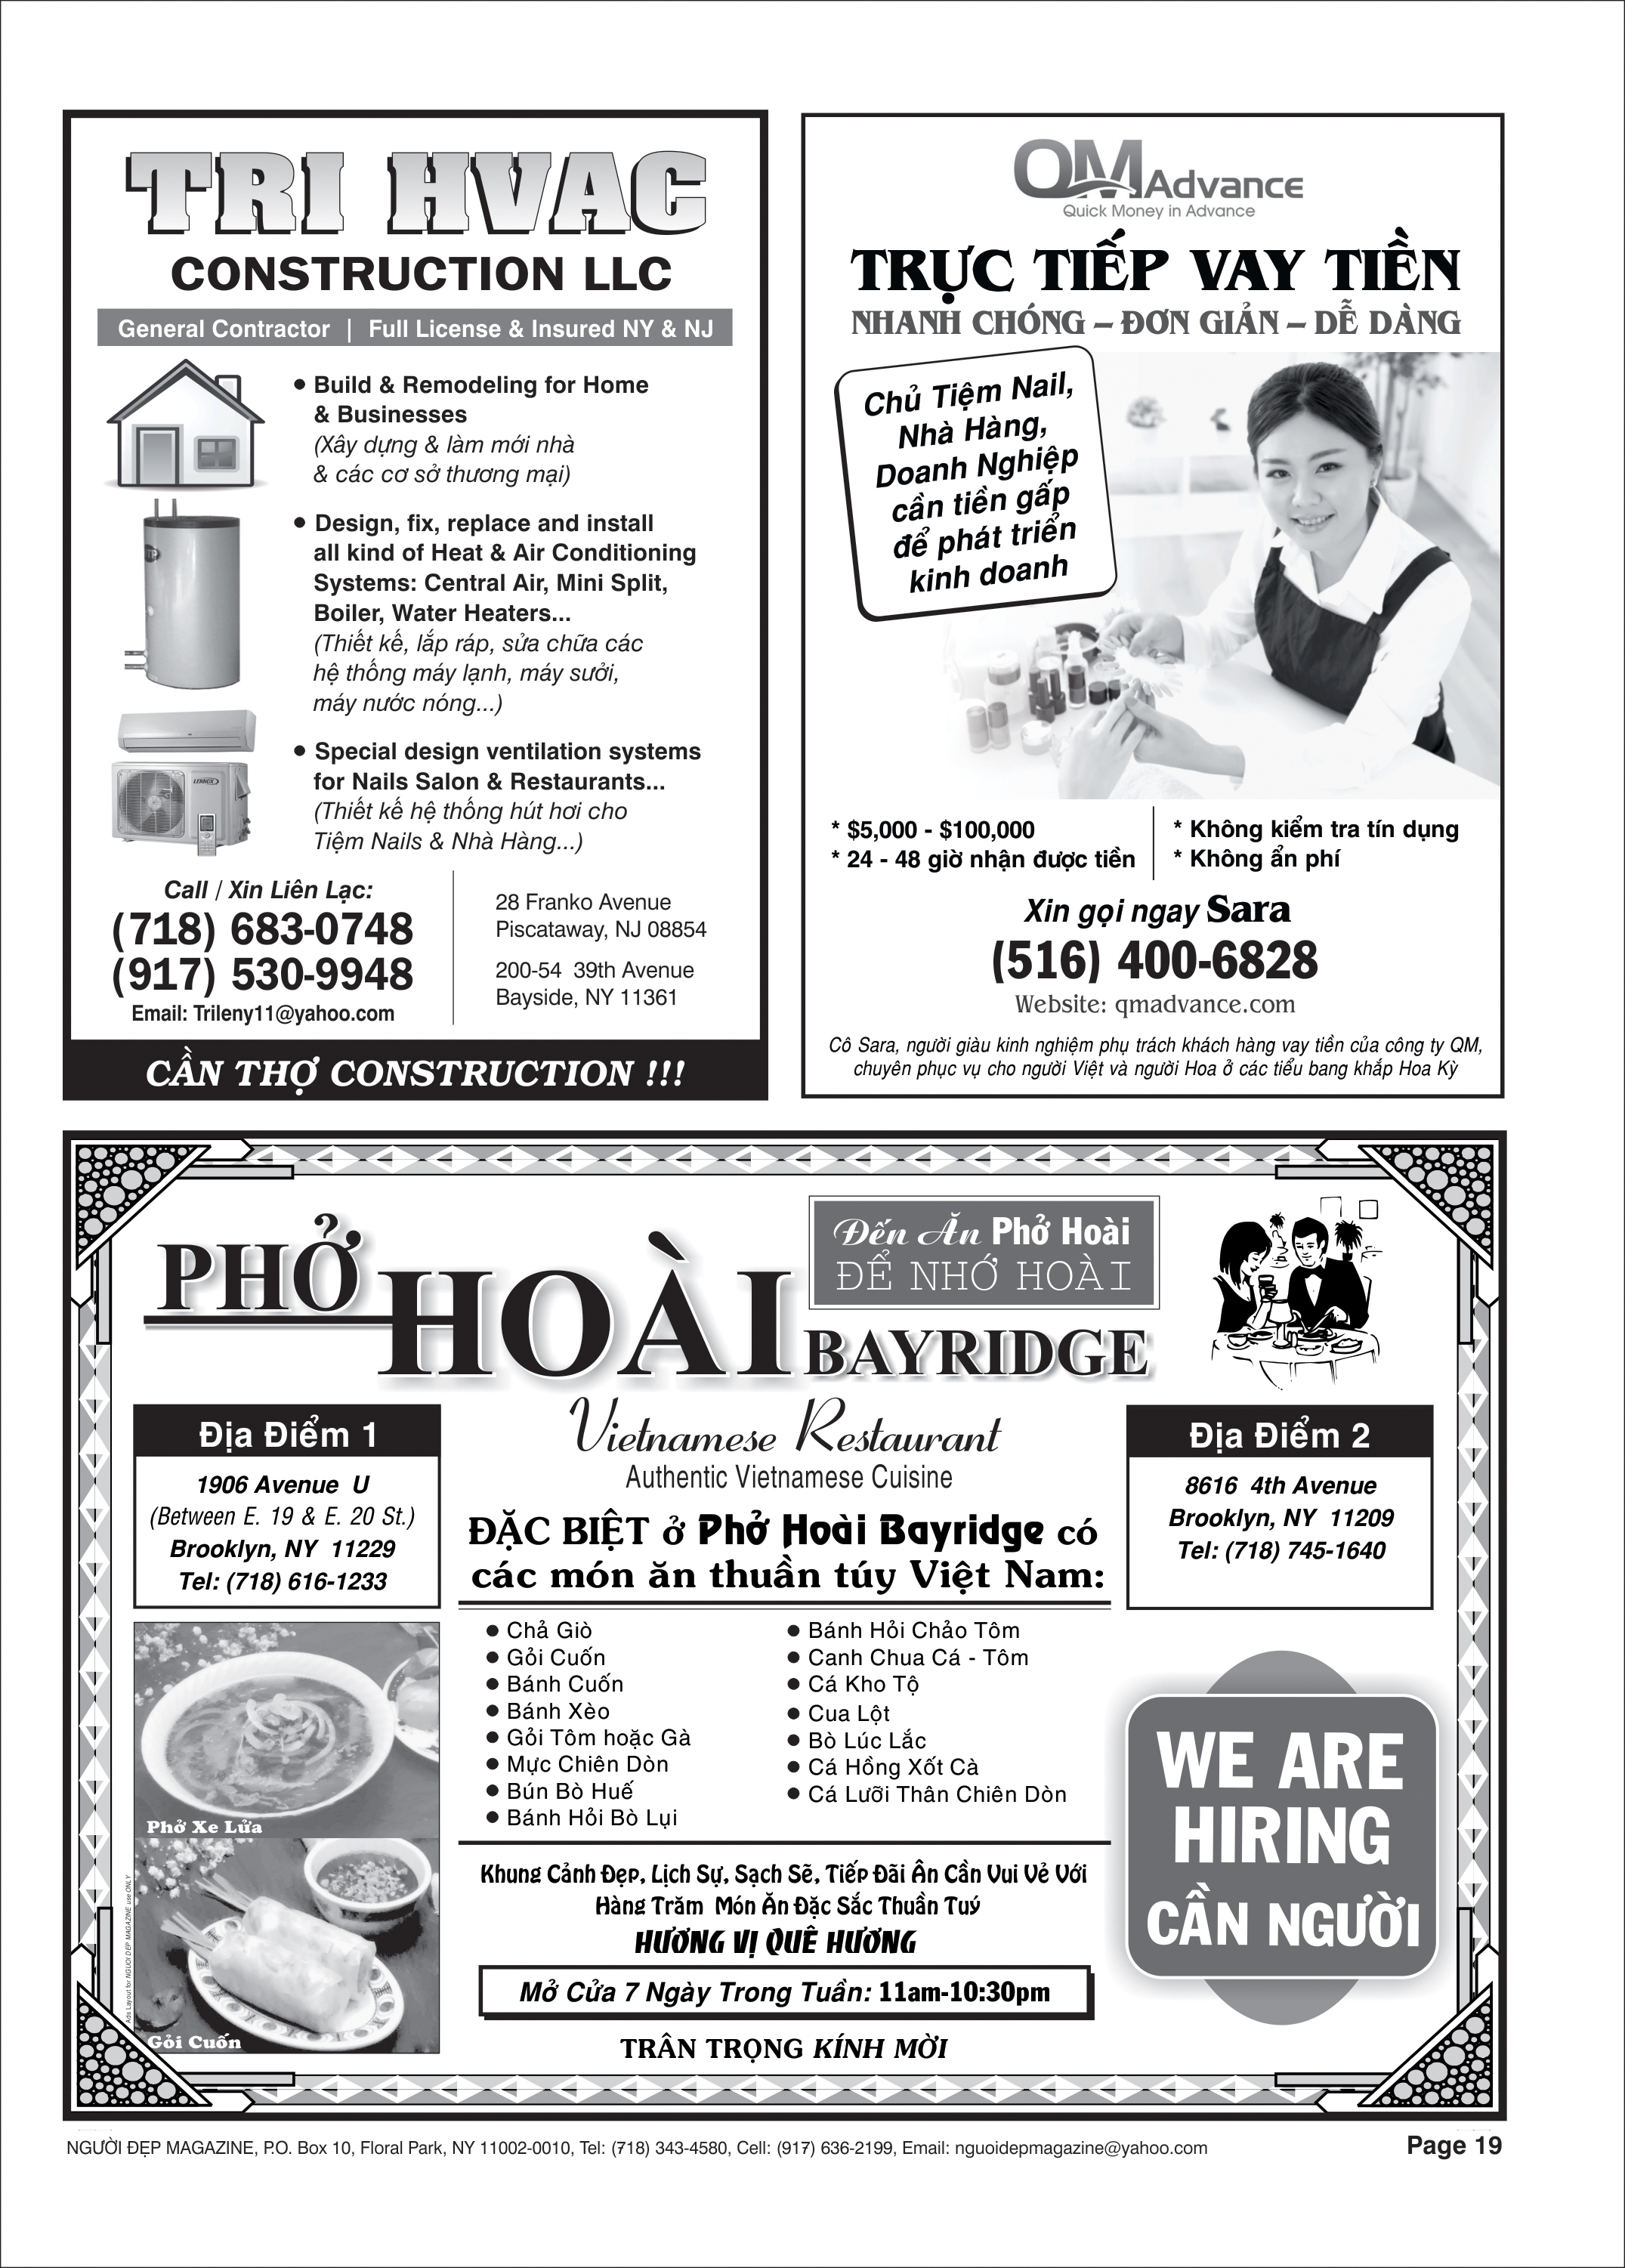 TRI HVAC
CONSTRUCTION LLC
General Contractor | Full License & Insured NY & NJ
• Build & Remodeling for Home
& Businesses
(Xây dựng & làm mới nhà
& các cơ sở thương mại)
• Design, fix, replace and install
all kind of Heat & Air Conditioning
Systems: Central Air, Mini Split,
Boiler, Water Heaters...
(Thiết kế, lắp ráp, sửa chữa các
hệ thống máy lạnh, máy sưởi,
máy nước nóng...)
LENNOX
• Special design ventilation systems
for Nails Salon & Restaurants...
(Thiết kế hệ thống hút hơi cho
Tiệm Nails & Nhà Hàng...)
Call / Xin Liên Lạc:
(718) 683-0748
(917) 530-9948
Email: Trileny11@yahoo.com
28 Franko Avenue
Piscataway, NJ 08854
200-54 39th Avenue
Bayside, NY 11361
CẦN THỢ CONSTRUCTION !!!
QM Advance
Quick Money in Advance
TRỰC TIẾP VAY TIỀN
NHANH CHÓNG – ĐƠN GIẢN – DỄ DÀNG
Chủ Tiệm Nail,
Nhà Hàng,
Doanh Nghiệp
cần tiền gấp
để phát triển
kinh doanh
* $5,000 - $100,000
* 24 - 48 giờ nhận được tiền
* Không kiểm tra tín dụng
* Không ẩn phí
Xin gọi ngay Sara
(516) 400-6828
Website: qmadvance.com
Cô Sara, người giàu kinh nghiệm phụ trách khách hàng vay tiền của công ty QM,
chuyên phục vụ cho người Việt và người Hoa ở các tiểu bang khắp Hoa Kỳ
PHỞ HOÀI BAYRIDGE
Đến Ăn Phở Hoài
ĐỂ NHỚ HOÀI
Vietnamese Restaurant
Authentic Vietnamese Cuisine
Địa Điểm 1
1906 Avenue U
(Between E. 19 & E. 20 St.)
Brooklyn, NY 11229
Tel: (718) 616-1233
Địa Điểm 2
8616 4th Avenue
Brooklyn, NY 11209
Tel: (718) 745-1640
ĐẶC BIỆT ở Phở Hoài Bayridge có
các món ăn thuần túy Việt Nam:
• Chả Giò
• Gỏi Cuốn
• Bánh Cuốn
• Bánh Xèo
• Gỏi Tôm hoặc Gà
• Mực Chiên Dòn
• Bún Bò Huế
• Bánh Hỏi Bò Lụi
• Bánh Hỏi Chảo Tôm
• Canh Chua Cá - Tôm
• Cá Kho Tộ
• Cua Lột
• Bò Lúc Lắc
• Cá Hồng Xốt Cà
• Cá Lưỡi Thân Chiên Dòn
Phở Xe Lửa
Gỏi Cuốn
Ads Layout for NGUOI DEP MAGAZINE use ONLY
Khung Cảnh Đẹp, Lịch Sự, Sạch Sẽ, Tiếp Đãi Ân Cần Vui Vẻ Với
Hàng Trăm Món Ăn Đặc Sắc Thuần Tuý
HƯƠNG VỊ QUÊ HƯƠNG
Mở Cửa 7 Ngày Trong Tuần: 11am-10:30pm
TRÂN TRỌNG KÍNH MỜI
WE ARE
HIRING
CẦN NGƯỜI
NGƯỜI ĐẸP MAGAZINE, P.O. Box 10, Floral Park, NY 11002-0010, Tel: (718) 343-4580, Cell: (917) 636-2199, Email: nguoidepmagazine@yahoo.com
Page 19